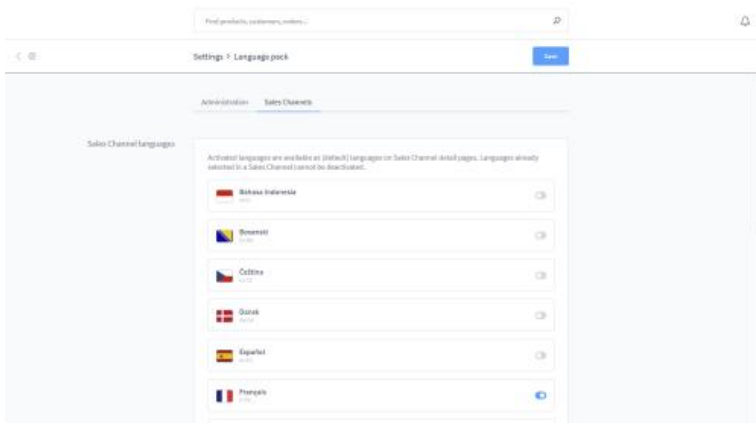 Find products, customers, orders...
Settings > Language pack
Save
Administration Sales Channels
Sales Channel languages
Activated languages are available as (default) languages on Sales Channel detail pages. Languages already
selected in a Sales Channel cannot be deactivated.
Bahasa Indonesia
Bosanski
Čeština
Dansk
Español
Français